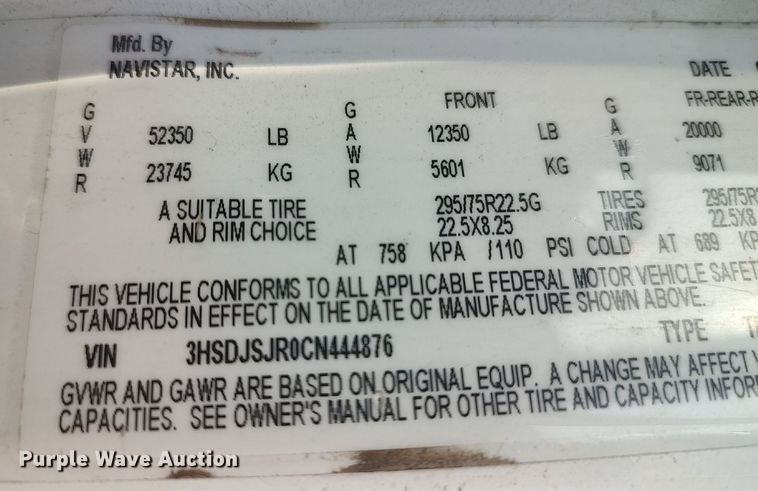 Mfd. By
NAVISTAR, INC. DATE
G FRONT G FR-REAR-R
V 52350 LB A 12350 LB A 20000
W W W
R 23745 KG R 5601 KG R 9071
A SUITABLE TIRE 295/75R22.5G TIRES 295/75R
AND RIM CHOICE 22.5X8.25 RIMS 22.5X8
AT 758 KPA /110 PSI COLD AT 689 KP
THIS VEHICLE CONFORMS TO ALL APPLICABLE FEDERAL MOTOR VEHICLE SAFET
STANDARDS IN EFFECT ON THE DATE OF MANUFACTURE SHOWN ABOVE.
VIN 3HSDJSJR0CN444876 TYPE
GVWR AND GAWR ARE BASED ON ORIGINAL EQUIP. A CHANGE MAY AFFECT
CAPACITIES. SEE OWNER'S MANUAL FOR OTHER TIRE AND CAPACITY INFOR
Purple Wave Auction